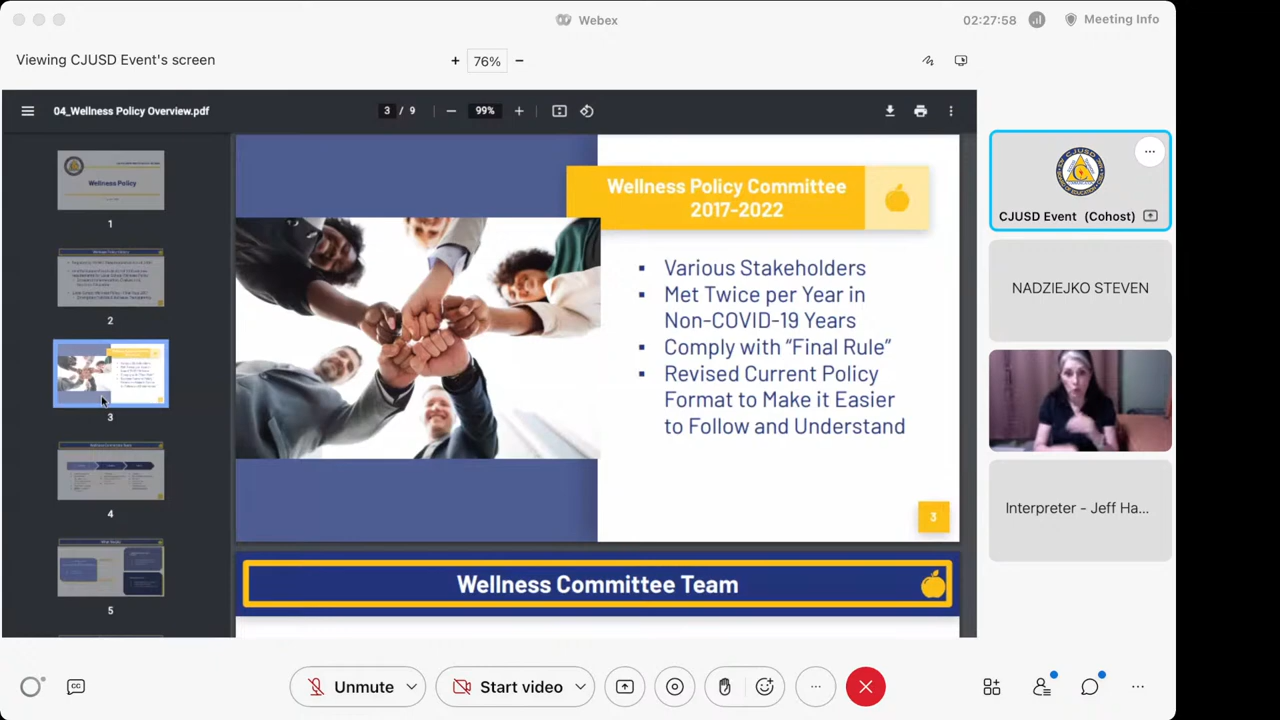 Webex
02:27:58
Meeting Info
Viewing CJUSD Event's screen
+ 76% −
04_Wellness Policy Overview.pdf
3 / 9
99%
Wellness Policy
1
2
3
4
5
Wellness Policy Committee
2017-2022
▪ Various Stakeholders
▪ Met Twice per Year in
Non-COVID-19 Years
▪ Comply with “Final Rule”
▪ Revised Current Policy
Format to Make it Easier
to Follow and Understand
3
Wellness Committee Team
CJUSD Event (Cohost)
NADZIEJKO STEVEN
Interpreter - Jeff Ha...
CC
Unmute
Start video